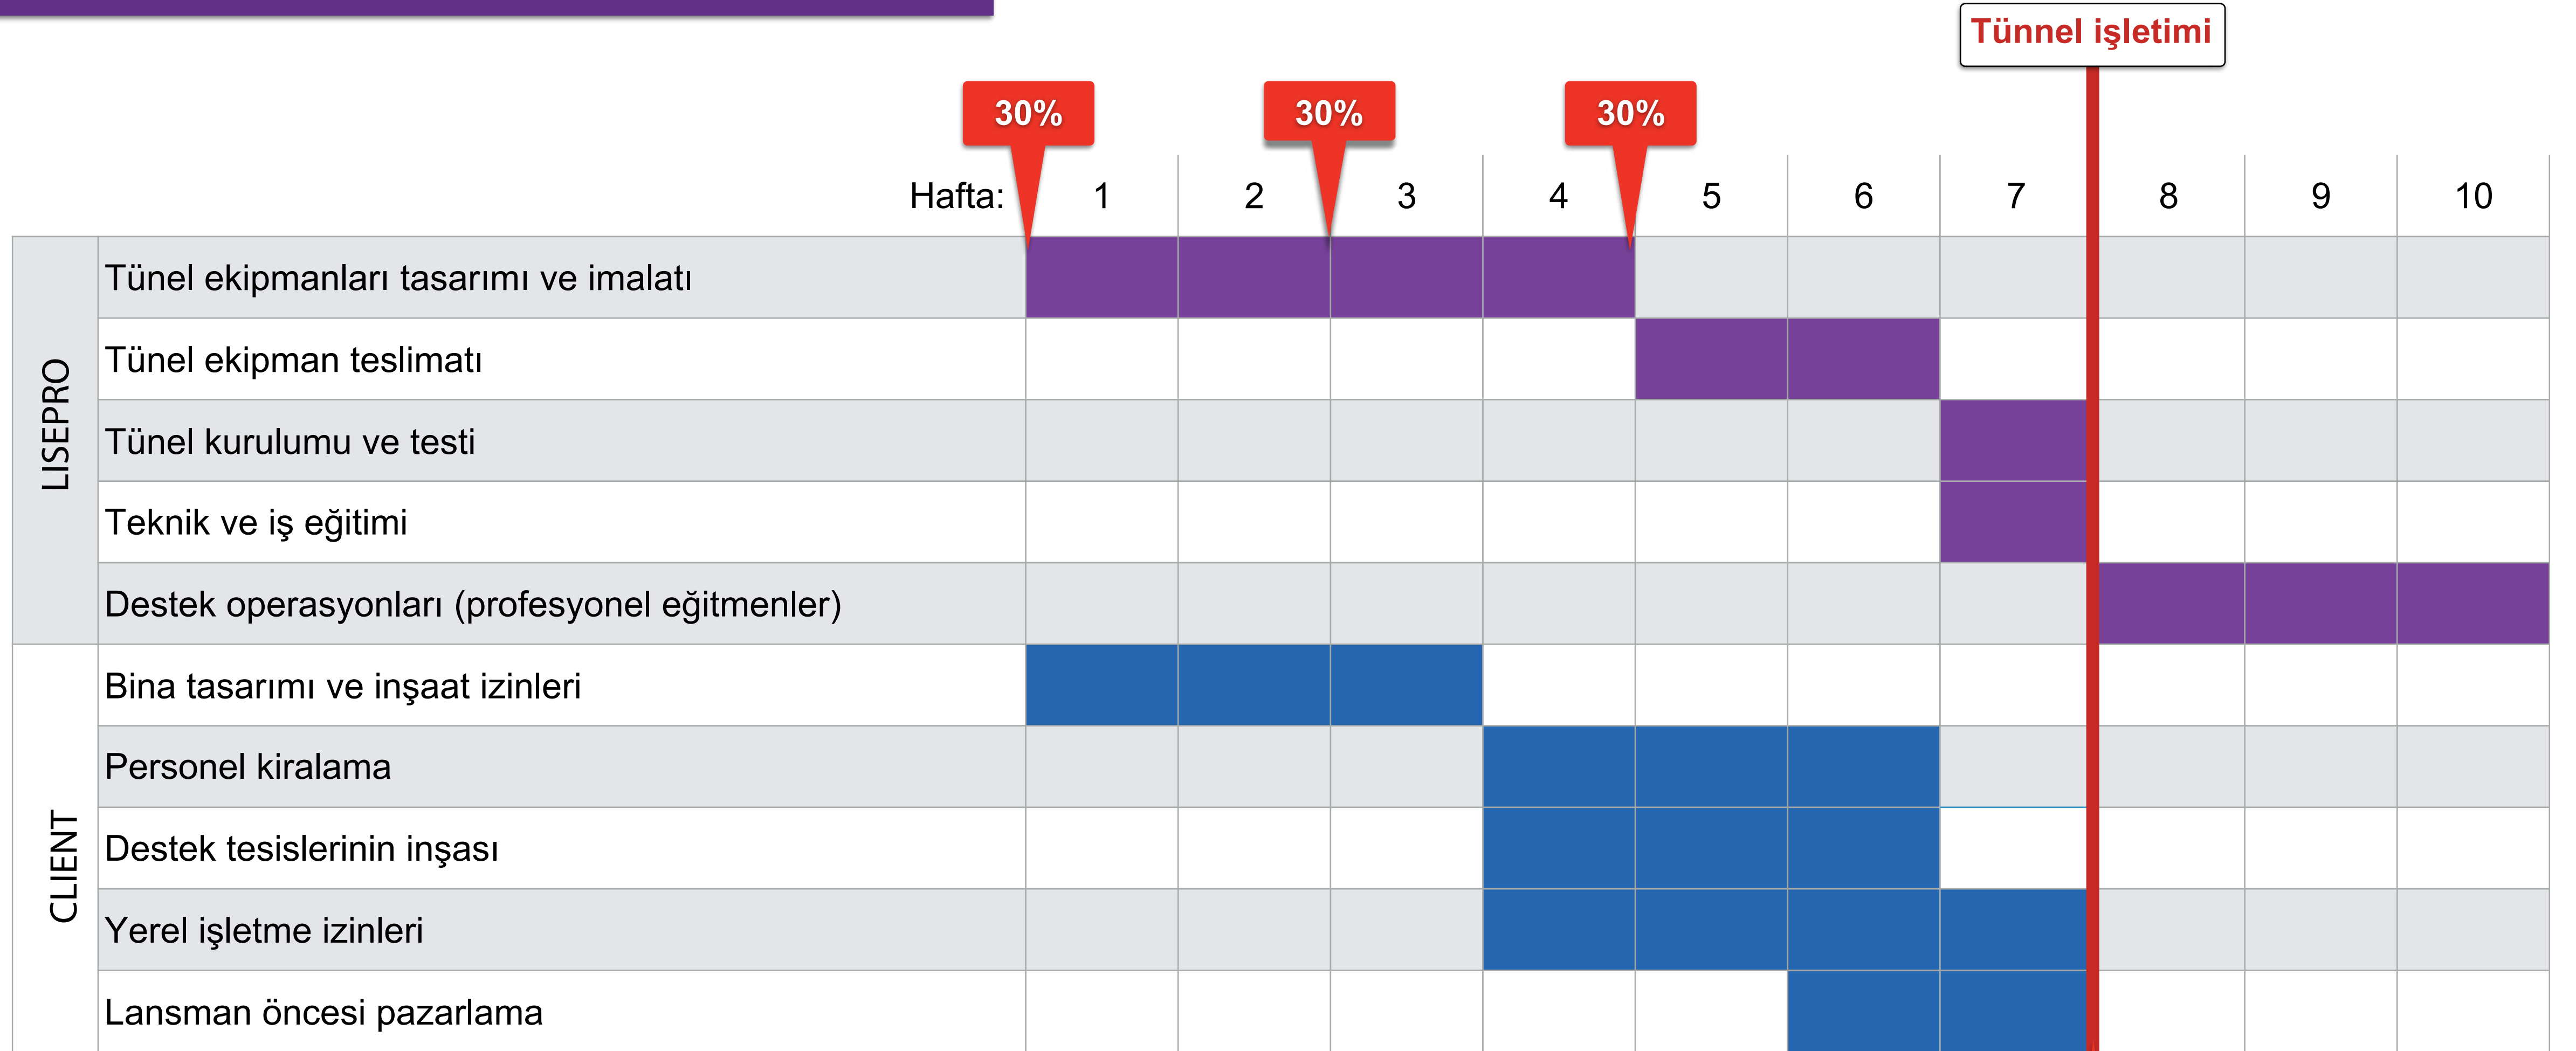 Tünnel işletimi
30% 30% 30%
Hafta: 1 2 3 4 5 6 7 8 9 10
LISEPRO
Tünel ekipmanları tasarımı ve imalatı
Tünel ekipman teslimatı
Tünel kurulumu ve testi
Teknik ve iş eğitimi
Destek operasyonları (profesyonel eğitmenler)
CLIENT
Bina tasarımı ve inşaat izinleri
Personel kiralama
Destek tesislerinin inşası
Yerel işletme izinleri
Lansman öncesi pazarlama